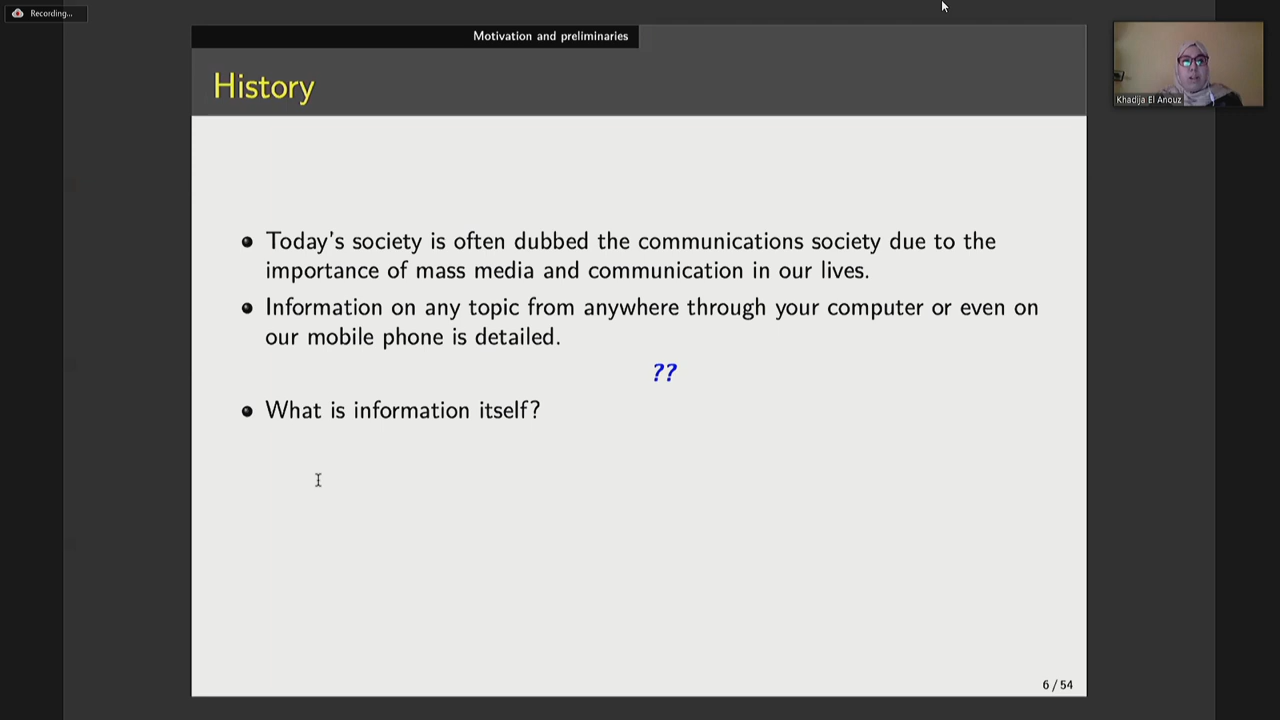 Recording...
Motivation and preliminaries
History
Khadija El Anouz
Today's society is often dubbed the communications society due to the
importance of mass media and communication in our lives.
Information on any topic from anywhere through your computer or even on
our mobile phone is detailed.
??
What is information itself?
6 / 54